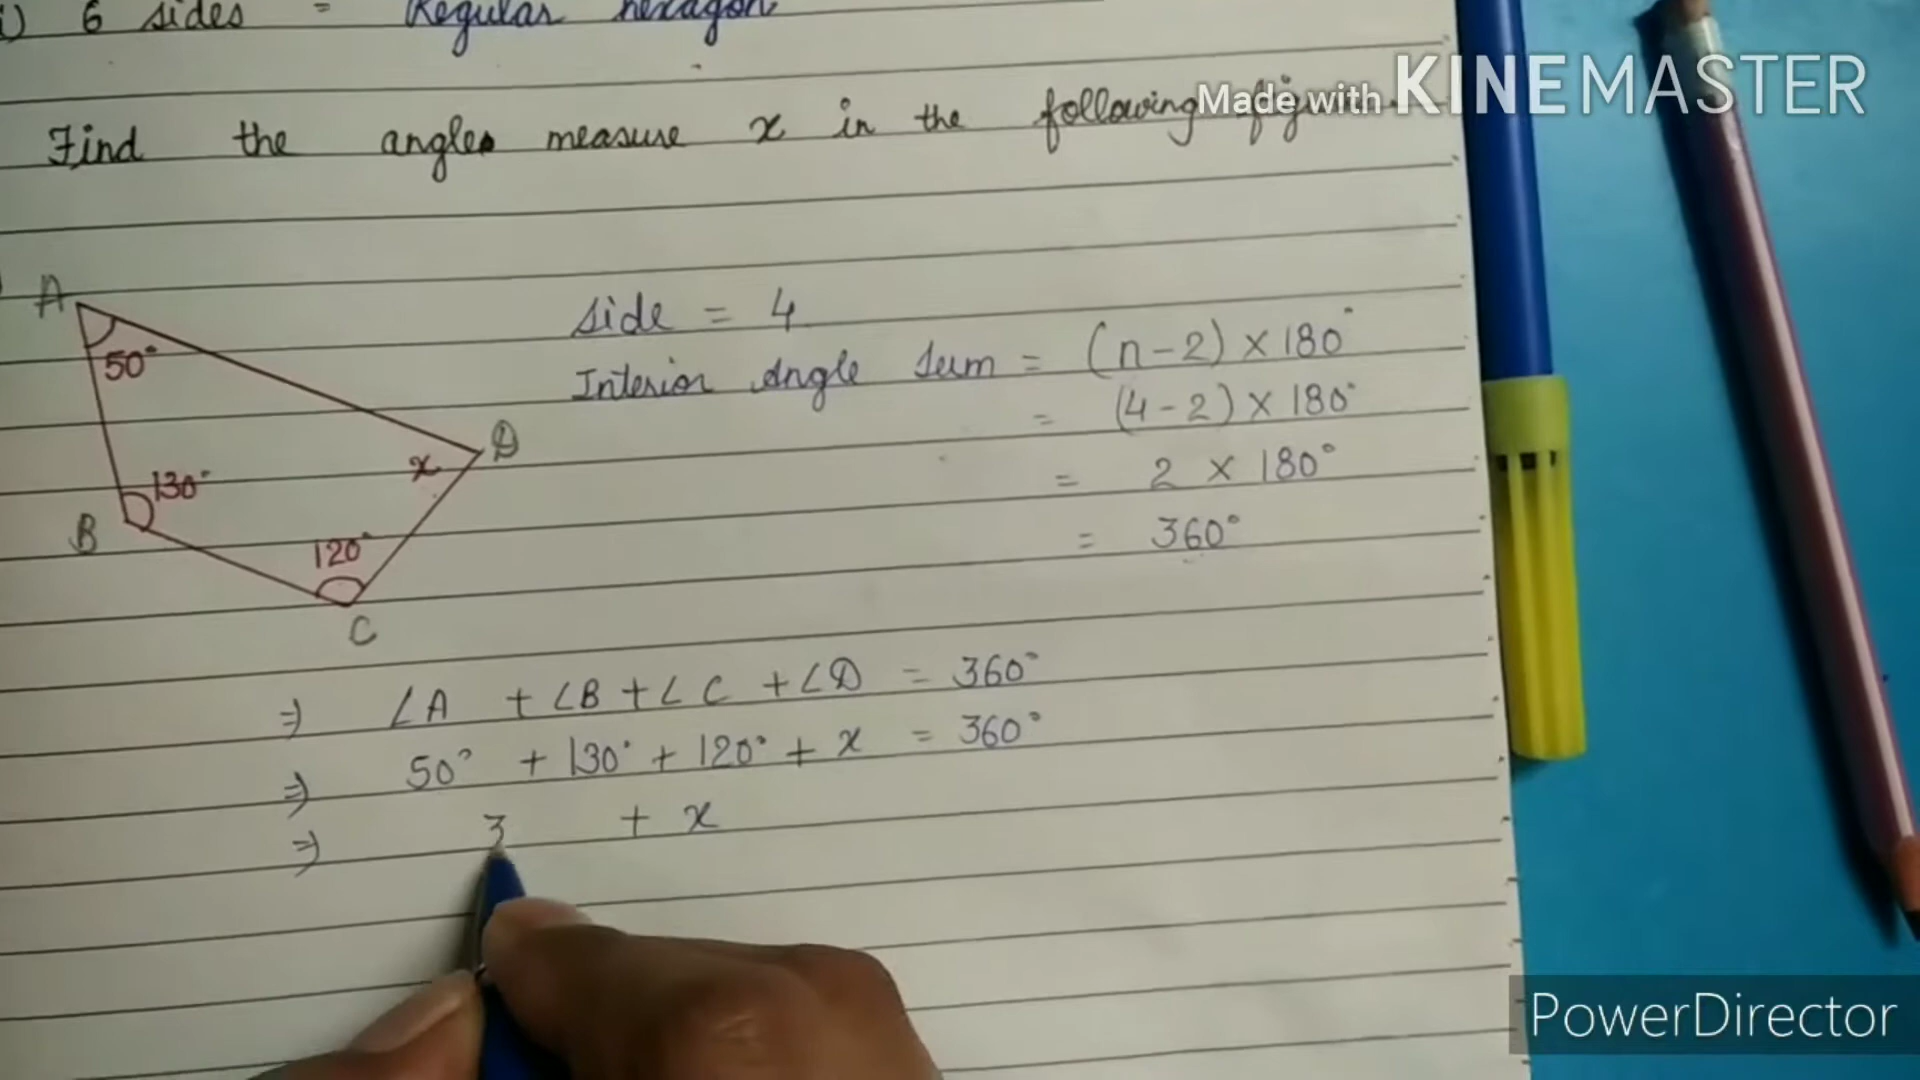 i) 6 sides = Regular hexagon
Made with KINEMASTER
Find the angle measure x in the following
A
50°
130°
B
120°
C
x
D
side = 4
Interior Angle Sum = (n-2) × 180°
= (4-2) × 180°
= 2 × 180°
= 360°
⇒ ∠A + ∠B + ∠C + ∠D = 360°
⇒ 50° + 130° + 120° + x = 360°
⇒ 3 + x
PowerDirector